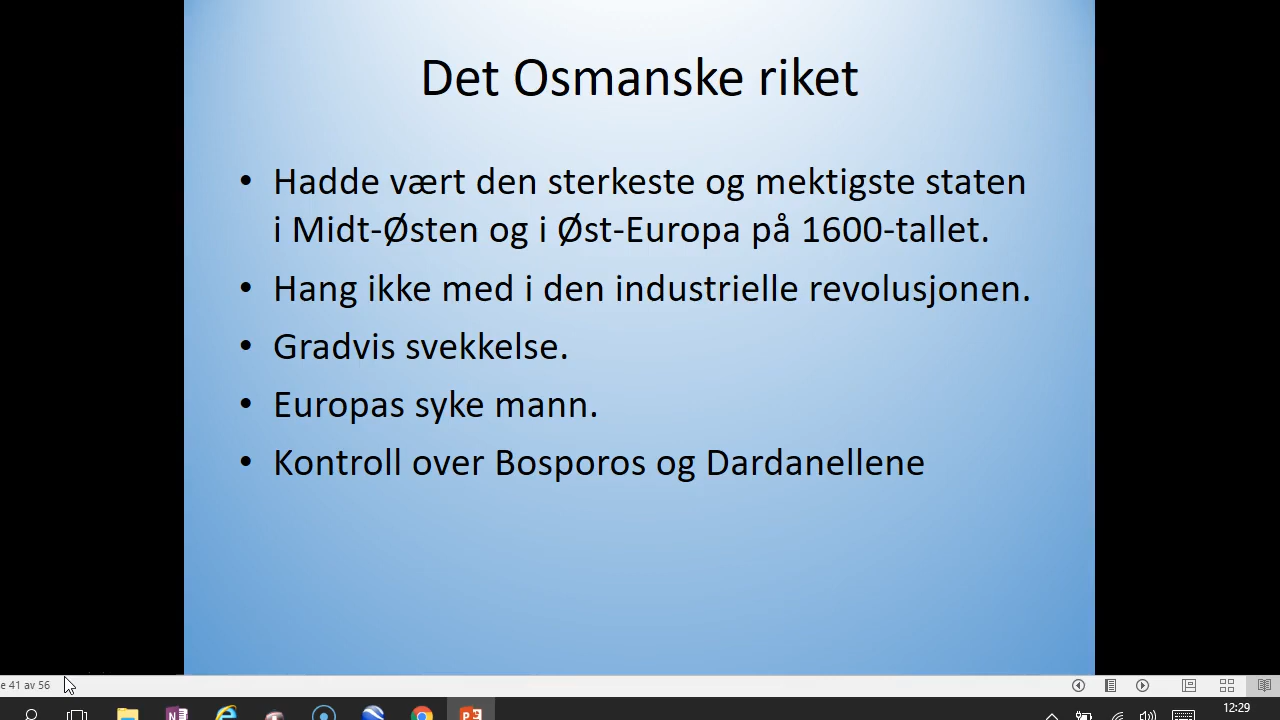 Det Osmanske riket
• Hadde vært den sterkeste og mektigste staten
i Midt-Østen og i Øst-Europa på 1600-tallet.
• Hang ikke med i den industrielle revolusjonen.
• Gradvis svekkelse.
• Europas syke mann.
• Kontroll over Bosporos og Dardanellene
e 41 av 56
12:29